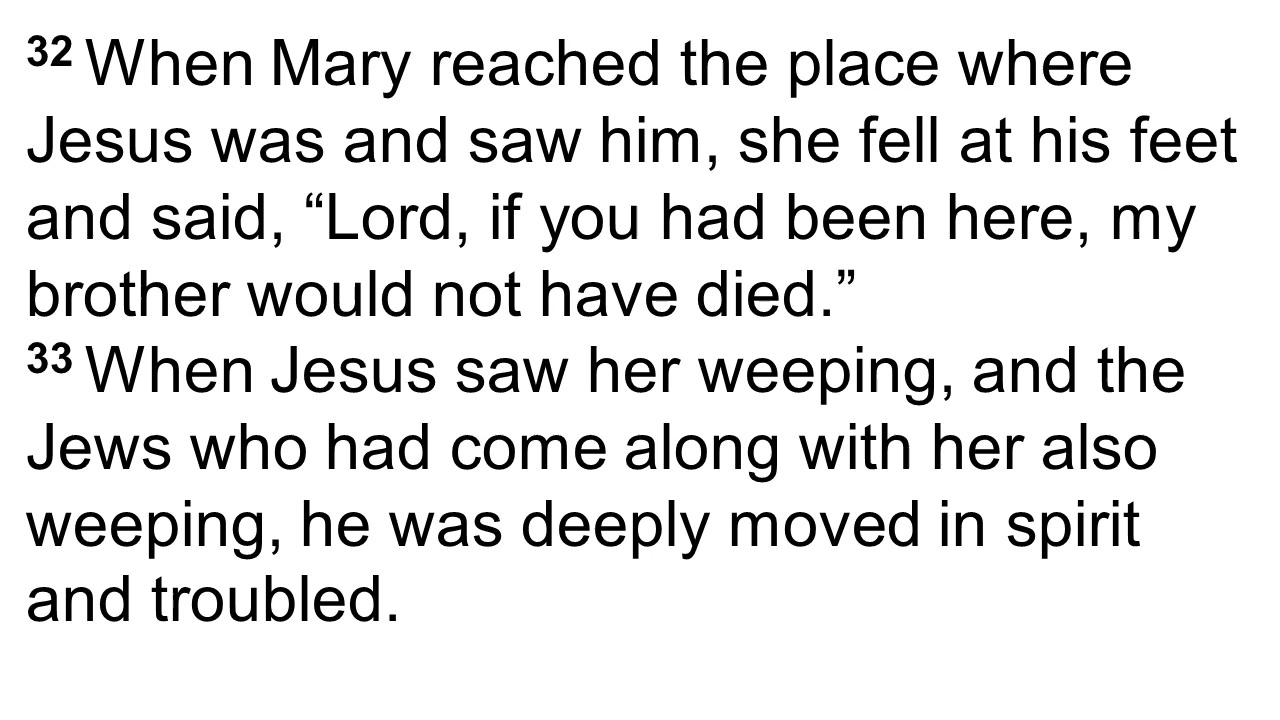 32 When Mary reached the place where
Jesus was and saw him, she fell at his feet
and said, “Lord, if you had been here, my
brother would not have died.”
33 When Jesus saw her weeping, and the
Jews who had come along with her also
weeping, he was deeply moved in spirit
and troubled.